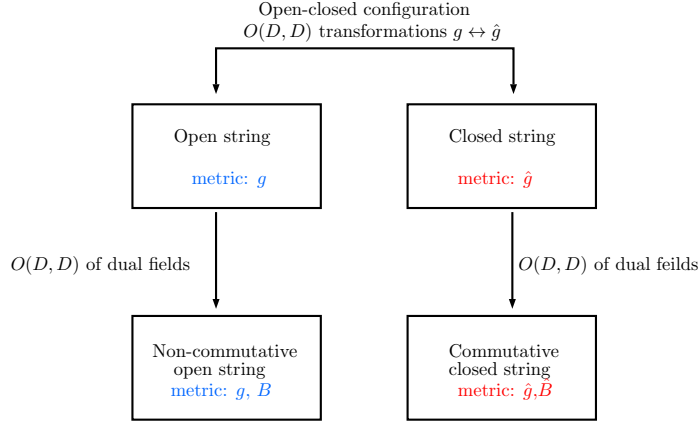 Open-closed configuration
O(D, D) transformations g ↔ ĝ
Open string
metric: g
Closed string
metric: ĝ
O(D, D) of dual fields
O(D, D) of dual feilds
Non-commutative
open string
metric: g, B
Commutative
closed string
metric: ĝ,B̂